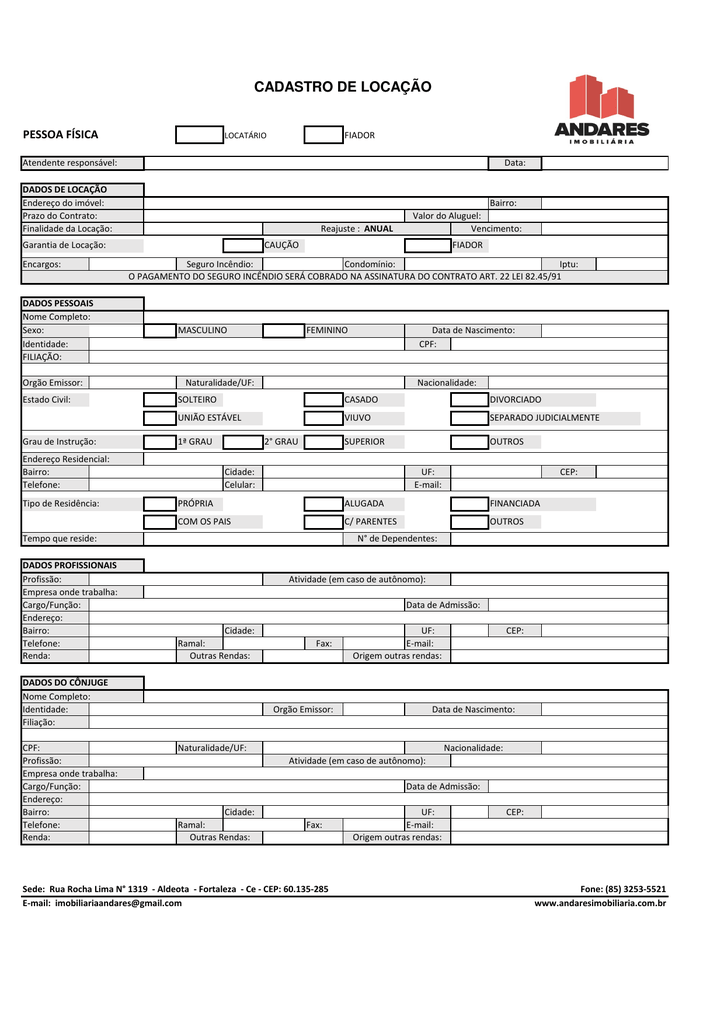 CADASTRO DE LOCAÇÃO
ANDARES
IMOBILIÁRIA
PESSOA FÍSICA LOCATÁRIO FIADOR
Atendente responsável: Data:
DADOS DE LOCAÇÃO
Endereço do imóvel: Bairro:
Prazo do Contrato: Valor do Aluguel:
Finalidade da Locação: Reajuste : ANUAL Vencimento:
Garantia de Locação: CAUÇÃO FIADOR
Encargos: Seguro Incêndio: Condomínio: Iptu:
O PAGAMENTO DO SEGURO INCÊNDIO SERÁ COBRADO NA ASSINATURA DO CONTRATO ART. 22 LEI 82.45/91
DADOS PESSOAIS
Nome Completo:
Sexo: MASCULINO FEMININO Data de Nascimento:
Identidade: CPF:
FILIAÇÃO:
Orgão Emissor: Naturalidade/UF: Nacionalidade:
Estado Civil: SOLTEIRO CASADO DIVORCIADO
UNIÃO ESTÁVEL VIUVO SEPARADO JUDICIALMENTE
Grau de Instrução: 1ª GRAU 2° GRAU SUPERIOR OUTROS
Endereço Residencial:
Bairro: Cidade: UF: CEP:
Telefone: Celular: E-mail:
Tipo de Residência: PRÓPRIA ALUGADA FINANCIADA
COM OS PAIS C/ PARENTES OUTROS
Tempo que reside: N° de Dependentes:
DADOS PROFISSIONAIS
Profissão: Atividade (em caso de autônomo):
Empresa onde trabalha:
Cargo/Função: Data de Admissão:
Endereço:
Bairro: Cidade: UF: CEP:
Telefone: Ramal: Fax: E-mail:
Renda: Outras Rendas: Origem outras rendas:
DADOS DO CÔNJUGE
Nome Completo:
Identidade: Orgão Emissor: Data de Nascimento:
Filiação:
CPF: Naturalidade/UF: Nacionalidade:
Profissão: Atividade (em caso de autônomo):
Empresa onde trabalha:
Cargo/Função: Data de Admissão:
Endereço:
Bairro: Cidade: UF: CEP:
Telefone: Ramal: Fax: E-mail:
Renda: Outras Rendas: Origem outras rendas:
Sede: Rua Rocha Lima N° 1319 - Aldeota - Fortaleza - Ce - CEP: 60.135-285 Fone: (85) 3253-5521
E-mail: imobiliariaandares@gmail.com www.andaresimobiliaria.com.br